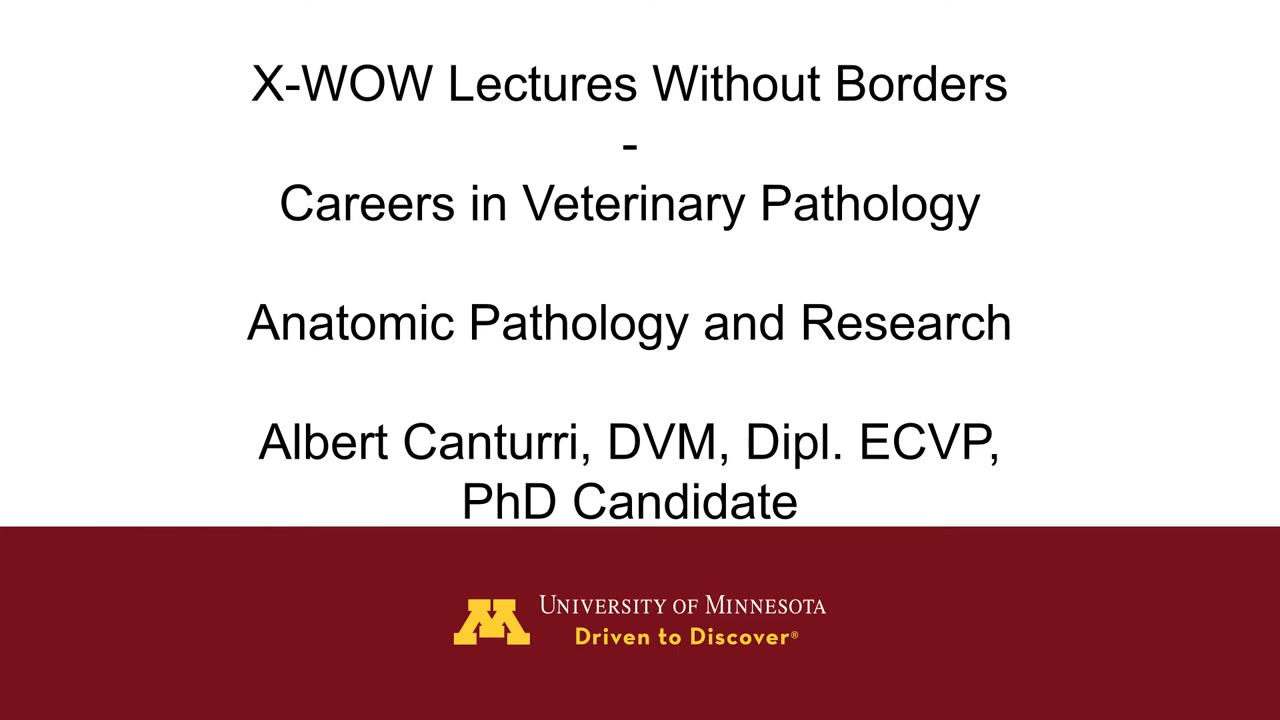 X-WOW Lectures Without Borders
-
Careers in Veterinary Pathology
Anatomic Pathology and Research
Albert Canturri, DVM, Dipl. ECVP,
PhD Candidate
M
UNIVERSITY OF MINNESOTA
Driven to Discover®